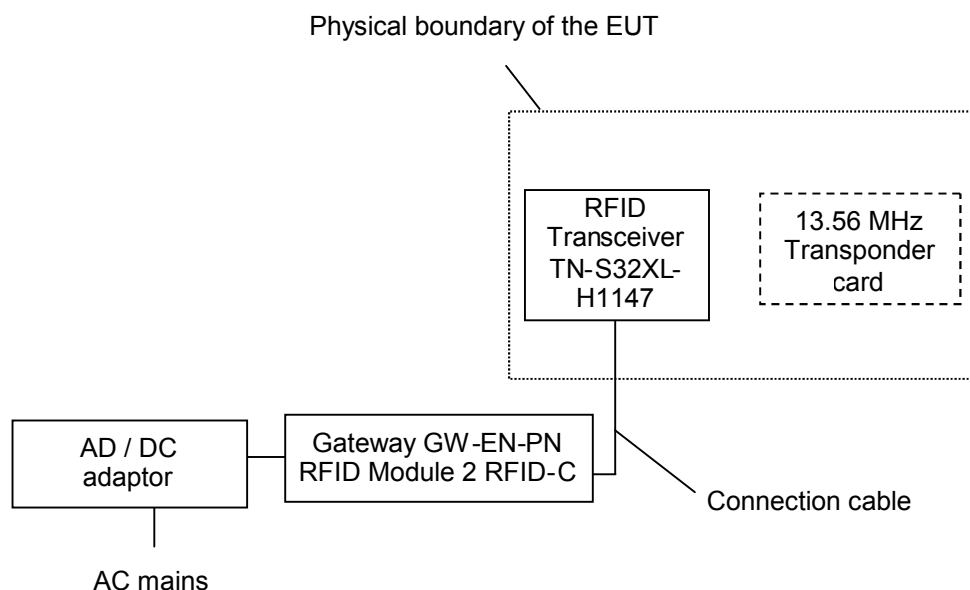 Physical boundary of the EUT
RFID
Transceiver
TN-S32XL-
H1147
13.56 MHz
Transponder
card
AD / DC
adaptor
Gateway GW-EN-PN
RFID Module 2 RFID-C
Connection cable
AC mains